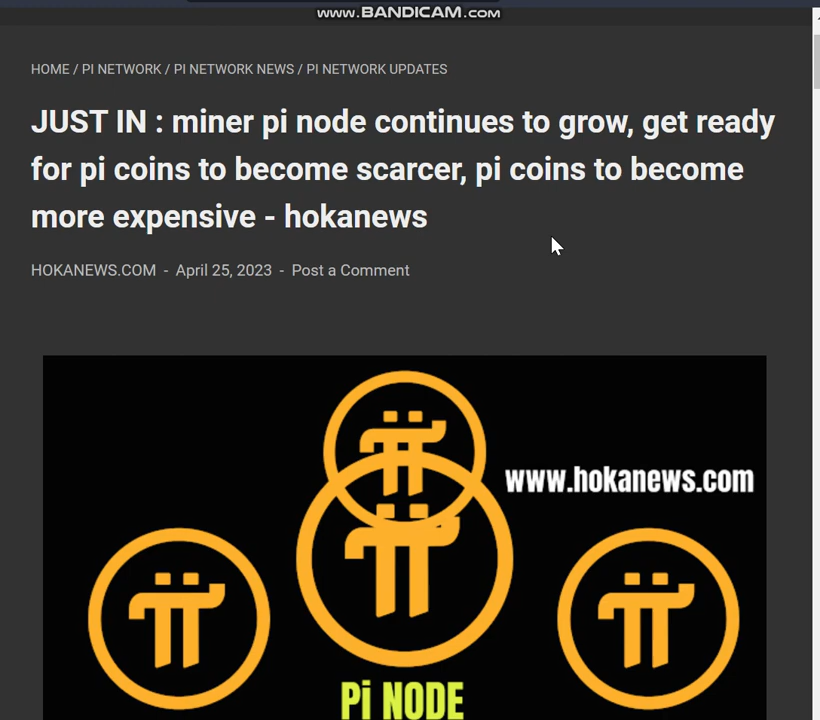 www.BANDICAM.com
HOME / PI NETWORK / PI NETWORK NEWS / PI NETWORK UPDATES
JUST IN : miner pi node continues to grow, get ready
for pi coins to become scarcer, pi coins to become
more expensive - hokanews
HOKANEWS.COM - April 25, 2023 - Post a Comment
www.hokanews.com
Pi NODE